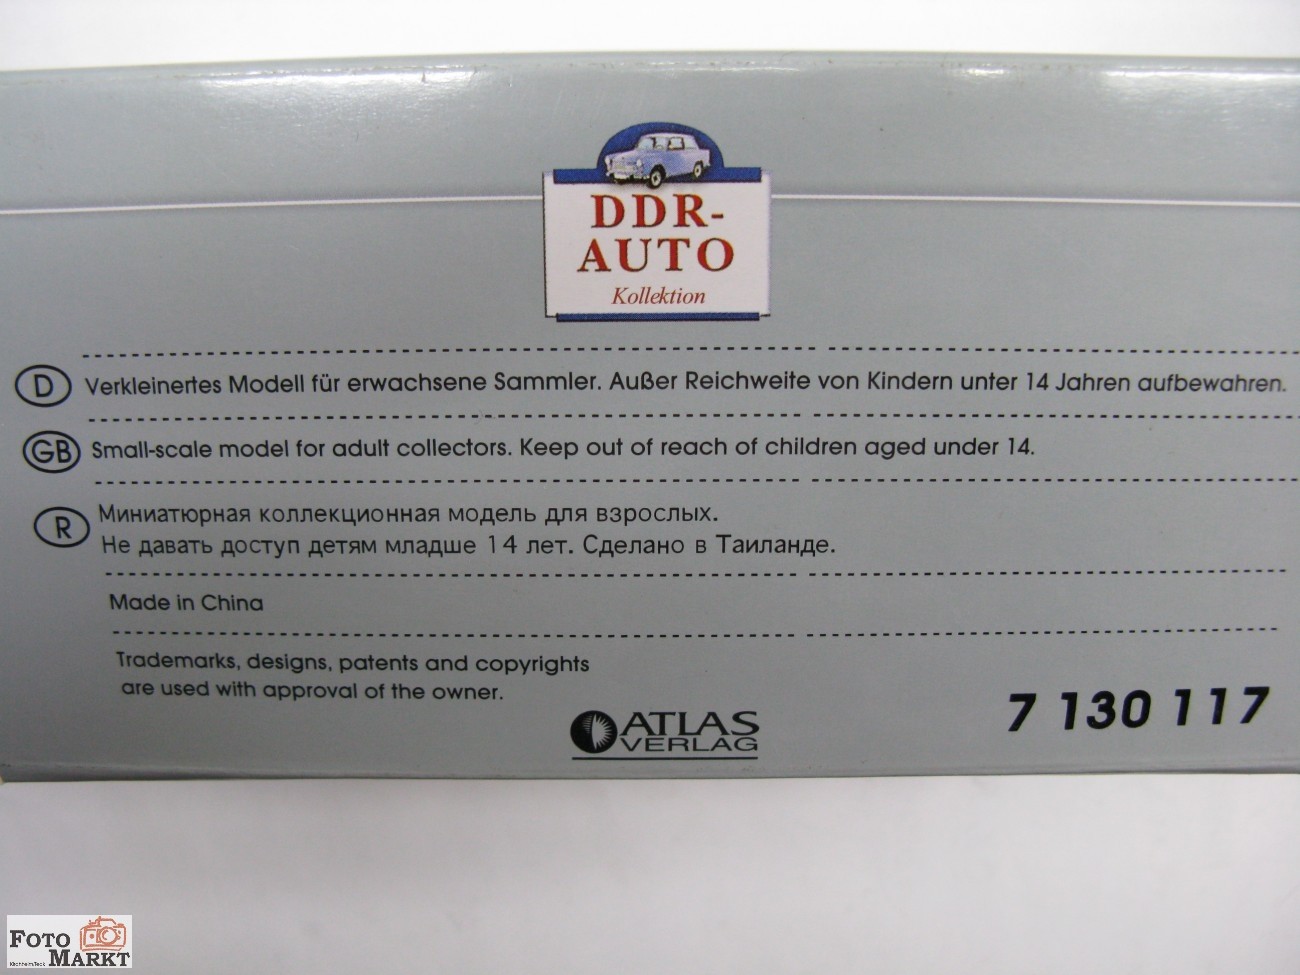 DDR-
AUTO
Kollektion
D Verkleinertes Modell für erwachsene Sammler. Außer Reichweite von Kindern unter 14 Jahren aufbewahren.
GB Small-scale model for adult collectors. Keep out of reach of children aged under 14.
R Миниатюрная коллекционная модель для взрослых.
Не давать доступ детям младше 14 лет. Сделано в Таиланде.
Made in China
Trademarks, designs, patents and copyrights
are used with approval of the owner.
7 130 117
ATLAS
VERLAG
FOTO
MARKT
Kirchheim/Teck